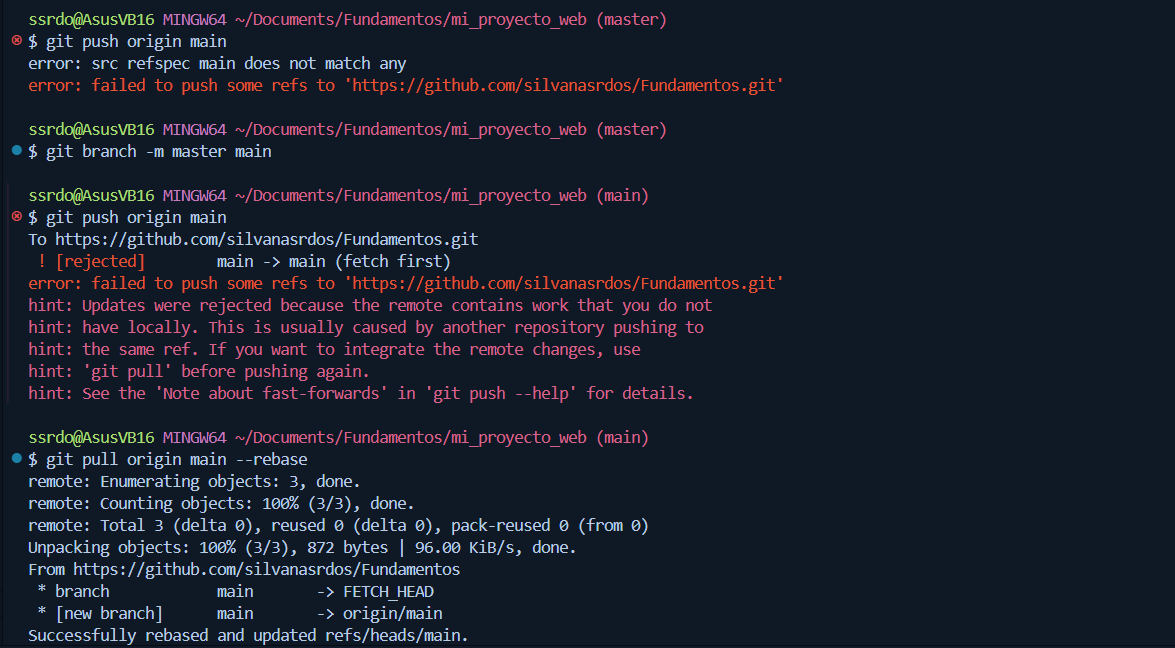 ssrdo@AsusVB16 MINGW64 ~/Documents/Fundamentos/mi_proyecto_web (master)
$ git push origin main
error: src refspec main does not match any
error: failed to push some refs to 'https://github.com/silvanasrdos/Fundamentos.git'
ssrdo@AsusVB16 MINGW64 ~/Documents/Fundamentos/mi_proyecto_web (master)
$ git branch -m master main
ssrdo@AsusVB16 MINGW64 ~/Documents/Fundamentos/mi_proyecto_web (main)
$ git push origin main
To https://github.com/silvanasrdos/Fundamentos.git
 ! [rejected]        main -> main (fetch first)
error: failed to push some refs to 'https://github.com/silvanasrdos/Fundamentos.git'
hint: Updates were rejected because the remote contains work that you do not
hint: have locally. This is usually caused by another repository pushing to
hint: the same ref. If you want to integrate the remote changes, use
hint: 'git pull' before pushing again.
hint: See the 'Note about fast-forwards' in 'git push --help' for details.
ssrdo@AsusVB16 MINGW64 ~/Documents/Fundamentos/mi_proyecto_web (main)
$ git pull origin main --rebase
remote: Enumerating objects: 3, done.
remote: Counting objects: 100% (3/3), done.
remote: Total 3 (delta 0), reused 0 (delta 0), pack-reused 0 (from 0)
Unpacking objects: 100% (3/3), 872 bytes | 96.00 KiB/s, done.
From https://github.com/silvanasrdos/Fundamentos
 * branch            main       -> FETCH_HEAD
 * [new branch]      main       -> origin/main
Successfully rebased and updated refs/heads/main.